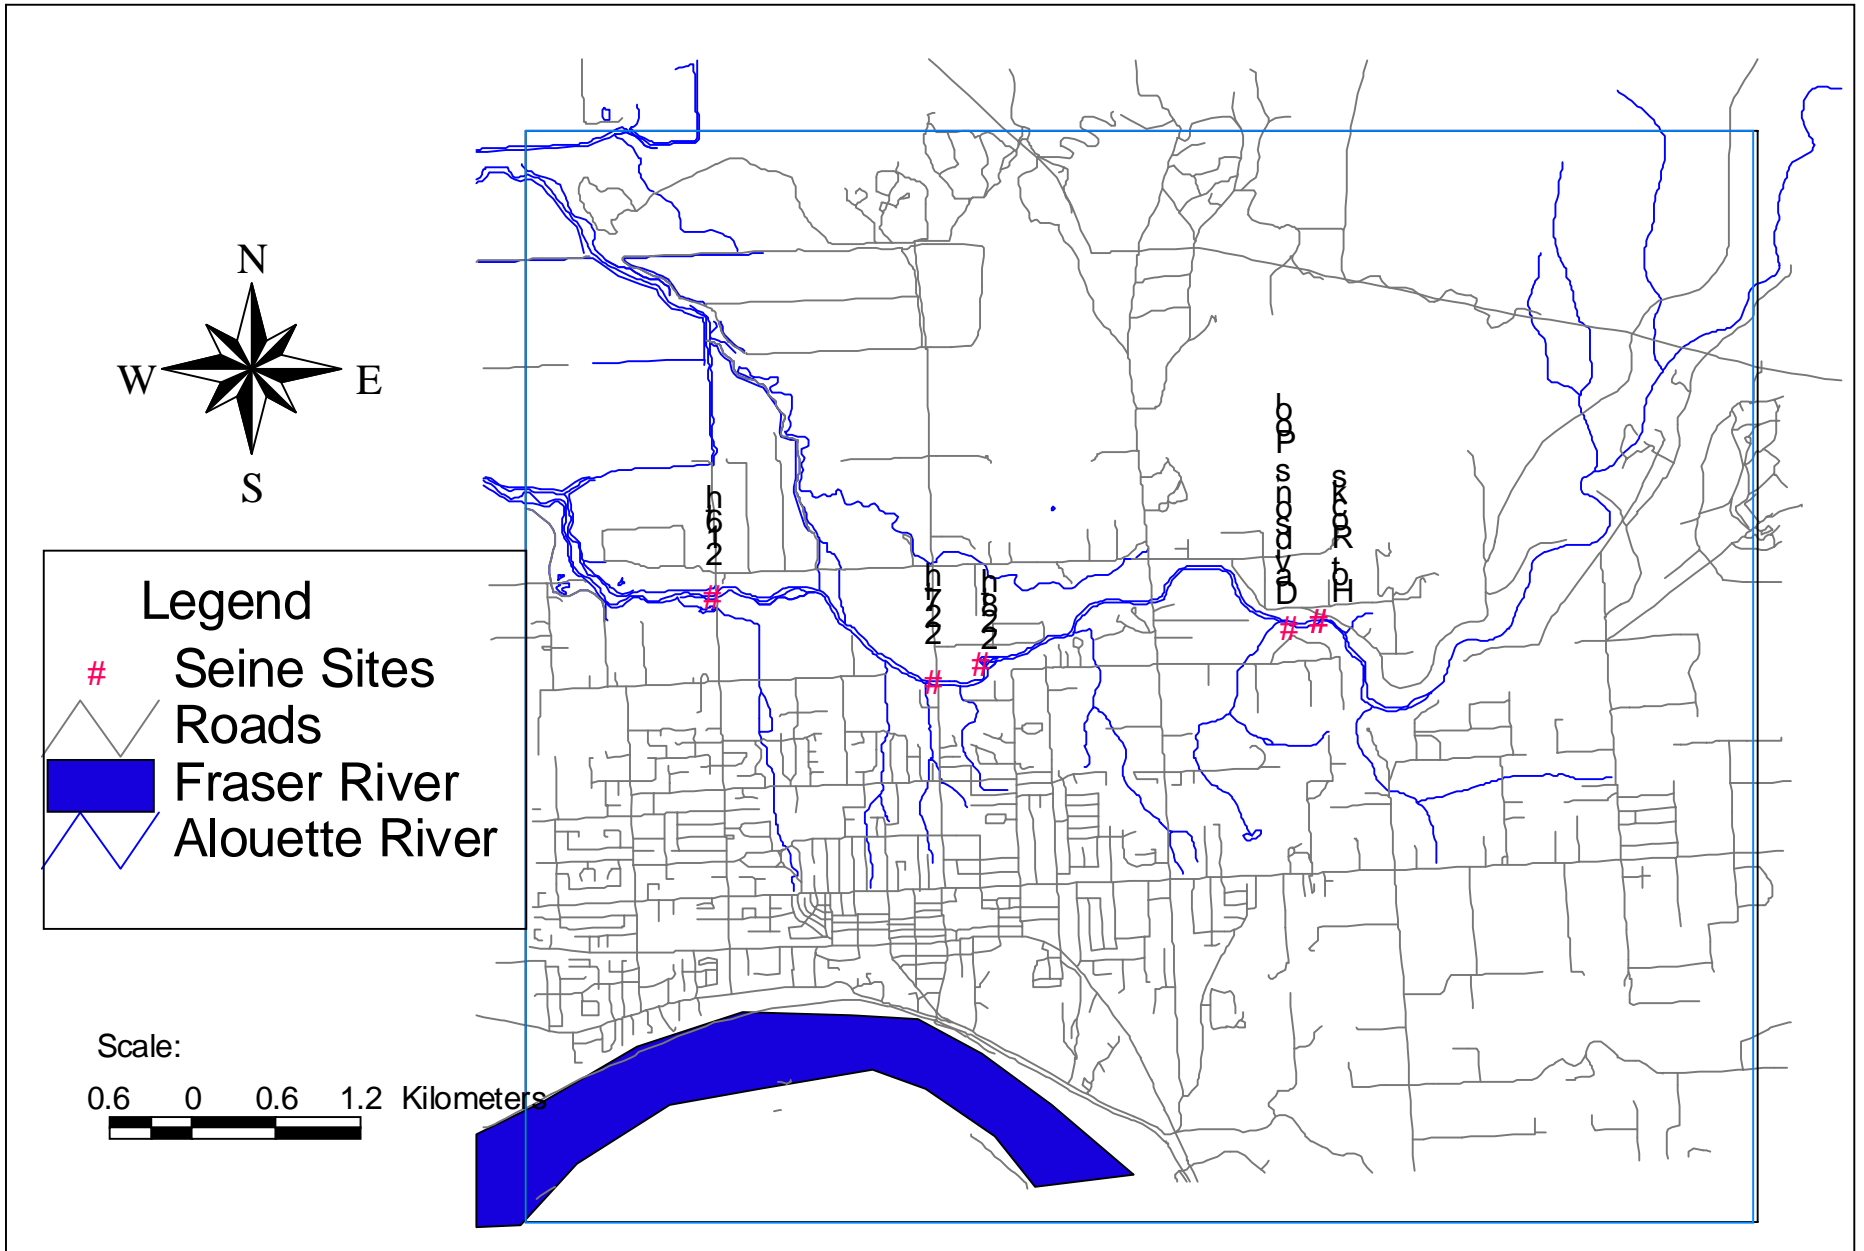 N
W
E
S
Davidsons Pool
Hot Rocks
216th
227th
228th
Legend
# Seine Sites
Roads
Fraser River
Alouette River
Scale:
0.6 0 0.6 1.2 Kilometers
#
#
#
#
#